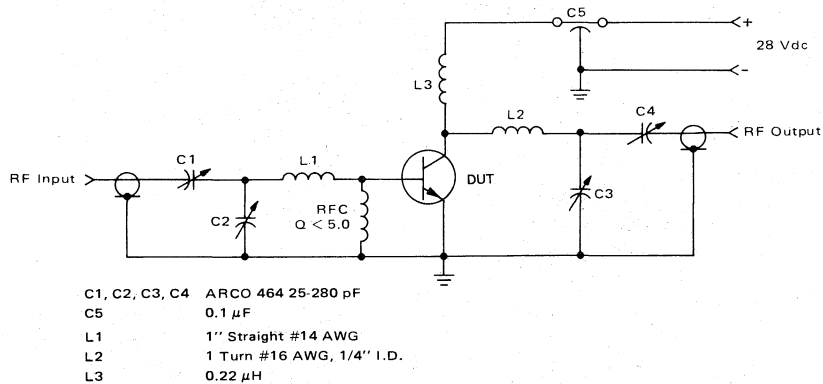 C5
+
28 Vdc
-
L3
L2
C4
RF Output
C1
L1
RF Input
DUT
RFC
Q < 5.0
C2
C3
C1, C2, C3, C4 ARCO 464 25-280 pF
C5 0.1 µF
L1 1'' Straight #14 AWG
L2 1 Turn #16 AWG, 1/4'' I.D.
L3 0.22 µH